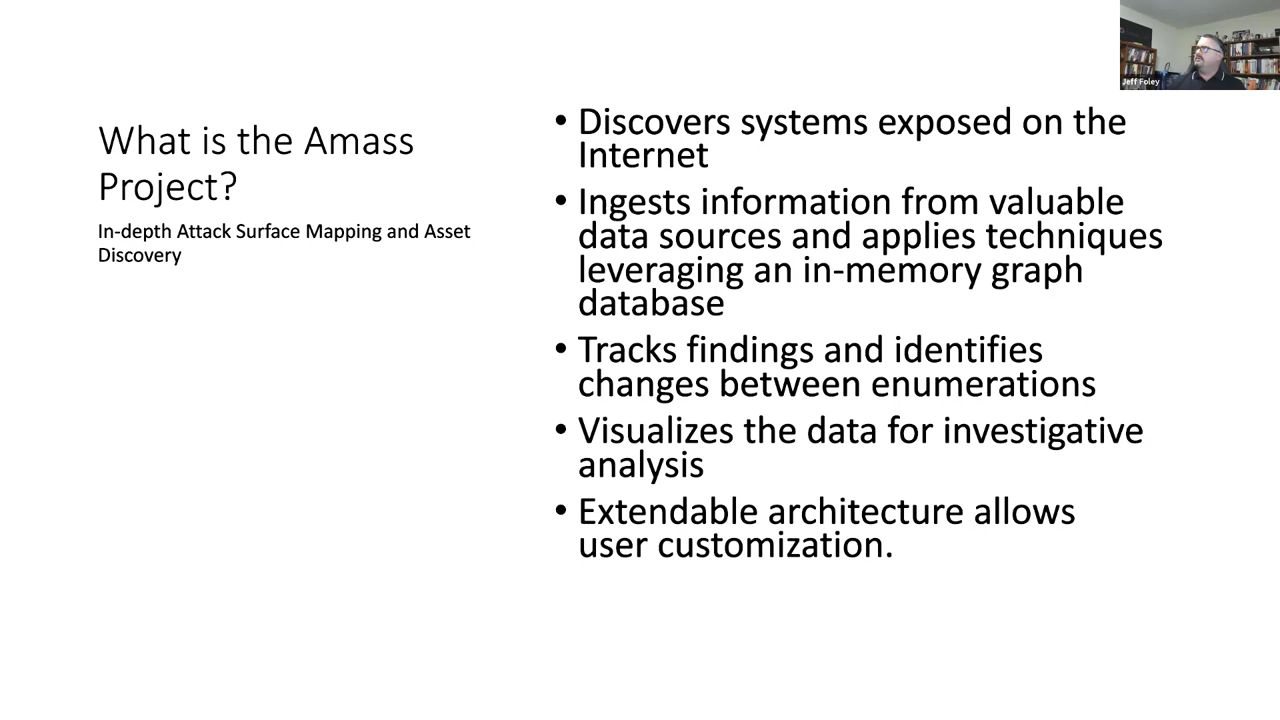 Jeff Foley
What is the Amass
Project?
In-depth Attack Surface Mapping and Asset
Discovery
• Discovers systems exposed on the
Internet
• Ingests information from valuable
data sources and applies techniques
leveraging an in-memory graph
database
• Tracks findings and identifies
changes between enumerations
• Visualizes the data for investigative
analysis
• Extendable architecture allows
user customization.